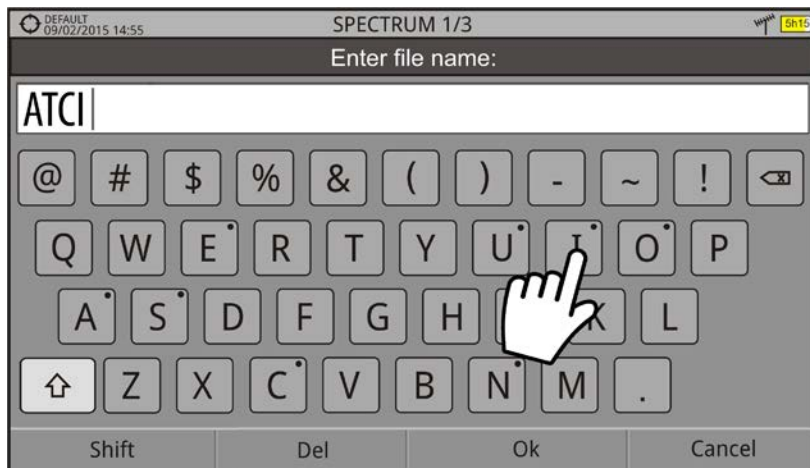 DEFAULT
09/02/2015 14:55 SPECTRUM 1/3 5h15
Enter file name:
ATCI
@ # $ % & ( ) - ~ !
Q W E R T Y U I O P
A S D F G H K L
Z X C V B N M .
Shift Del Ok Cancel